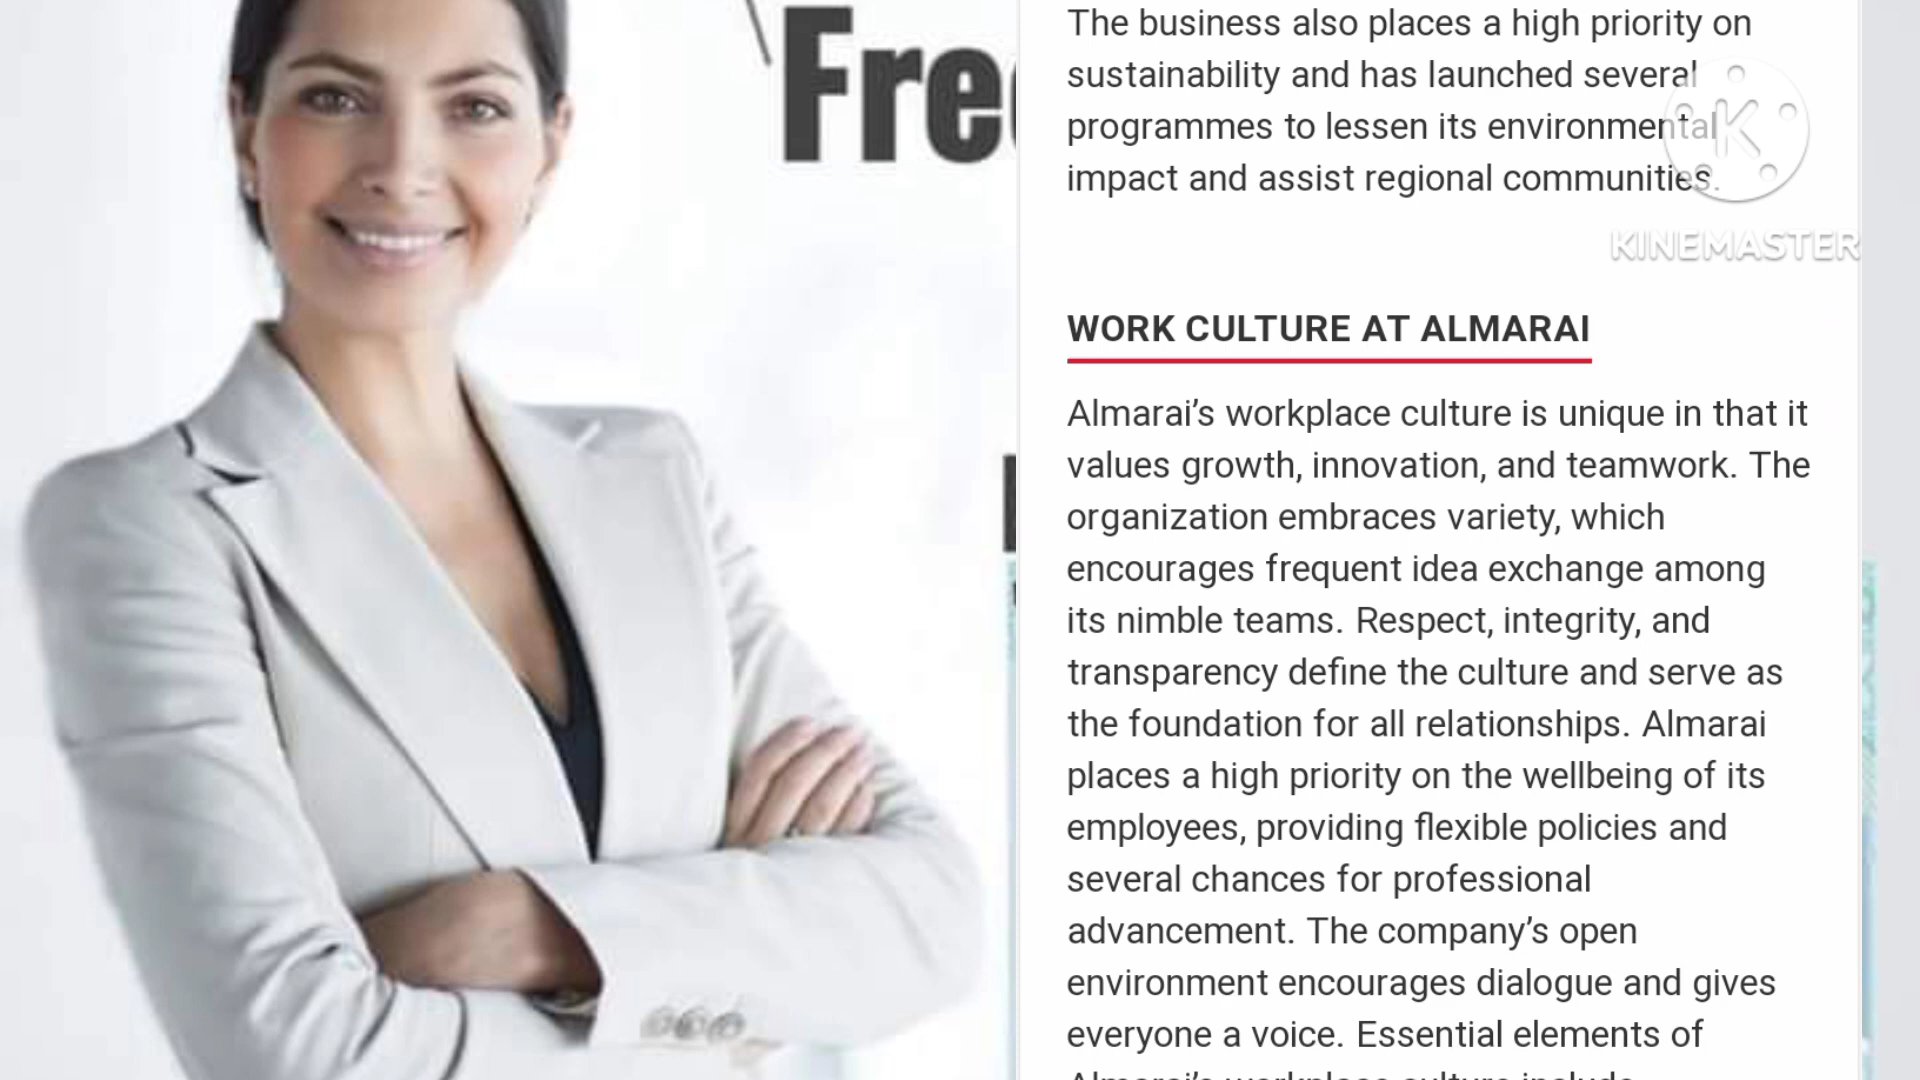 Fre
The business also places a high priority on
sustainability and has launched several
programmes to lessen its environmental
impact and assist regional communities.
KINEMASTER
WORK CULTURE AT ALMARAI
Almarai’s workplace culture is unique in that it
values growth, innovation, and teamwork. The
organization embraces variety, which
encourages frequent idea exchange among
its nimble teams. Respect, integrity, and
transparency define the culture and serve as
the foundation for all relationships. Almarai
places a high priority on the wellbeing of its
employees, providing flexible policies and
several chances for professional
advancement. The company’s open
environment encourages dialogue and gives
everyone a voice. Essential elements of
Almarai’s workplace culture include